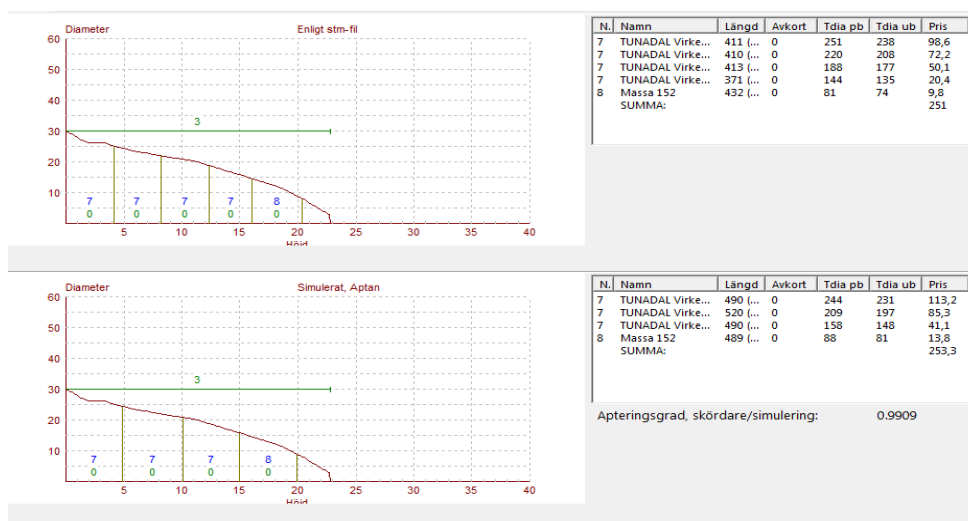 Diameter Enligt stm-fil
60
50
40
30
20
10
3
7 7 7 7 8
0 0 0 0 0
5 10 15 20 25 30 35 40
Höjd
N. Namn Längd Avkort Tdia pb Tdia ub Pris
7 TUNADAL Virke... 411 (... 0 251 238 98,6
7 TUNADAL Virke... 410 (... 0 220 208 72,2
7 TUNADAL Virke... 413 (... 0 188 177 50,1
7 TUNADAL Virke... 371 (... 0 144 135 20,4
8 Massa 152 432 (... 0 81 74 9,8
SUMMA: 251
Diameter Simulerat, Aptan
60
50
40
30
20
10
3
7 7 7 8
0 0 0 0
5 10 15 20 25 30 35 40
Höjd
N. Namn Längd Avkort Tdia pb Tdia ub Pris
7 TUNADAL Virke... 490 (... 0 244 231 113,2
7 TUNADAL Virke... 520 (... 0 209 197 85,3
7 TUNADAL Virke... 490 (... 0 158 148 41,1
8 Massa 152 489 (... 0 88 81 13,8
SUMMA: 253,3
Apteringsgrad, skördare/simulering: 0.9909